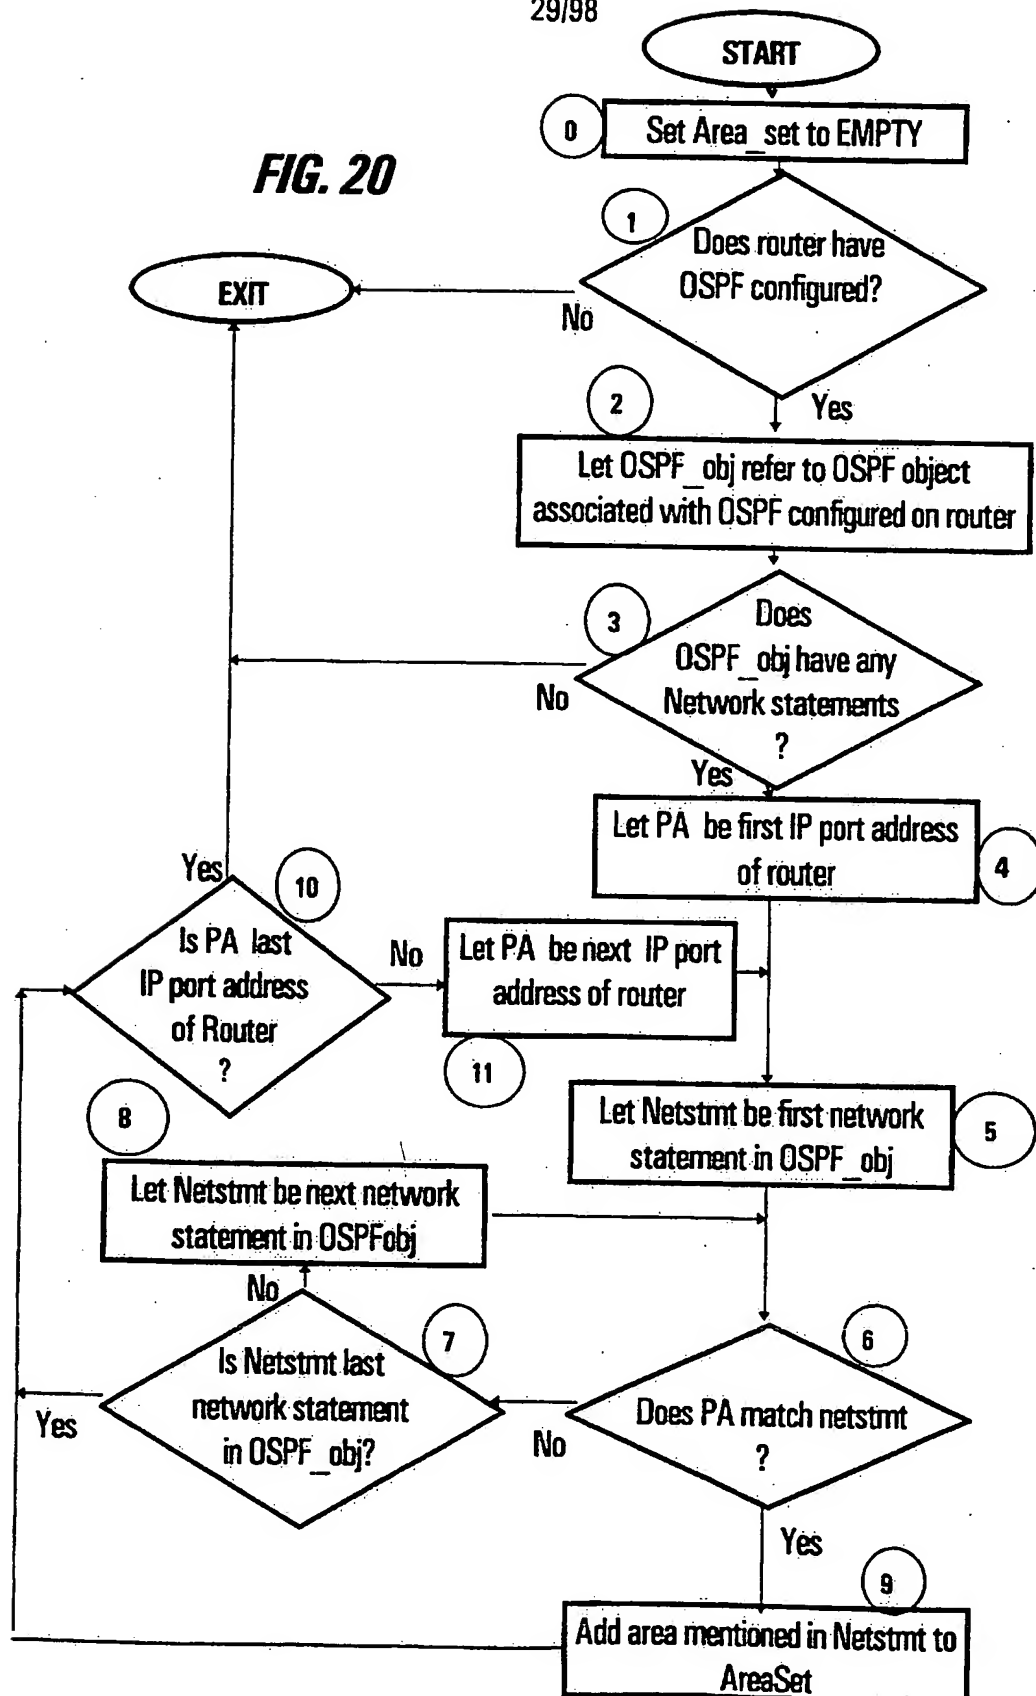 29/98
START
0
Set Area_set to EMPTY
FIG. 20
1
Does router have
OSPF configured?
EXIT
No
Yes
2
Let OSPF_obj refer to OSPF object
associated with OSPF configured on router
3
Does
OSPF_obj have any
Network statements
?
No
Yes
Let PA be first IP port address
of router
4
Yes
10
Is PA last
IP port address
of Router
?
No
Let PA be next IP port
address of router
11
8
Let Netstmt be first network
statement in OSPF_obj
5
Let Netstmt be next network
statement in OSPFobj
No
7
Is Netstmt last
network statement
in OSPF_obj?
Yes
6
Does PA match netstmt
?
No
Yes
9
Add area mentioned in Netstmt to
AreaSet